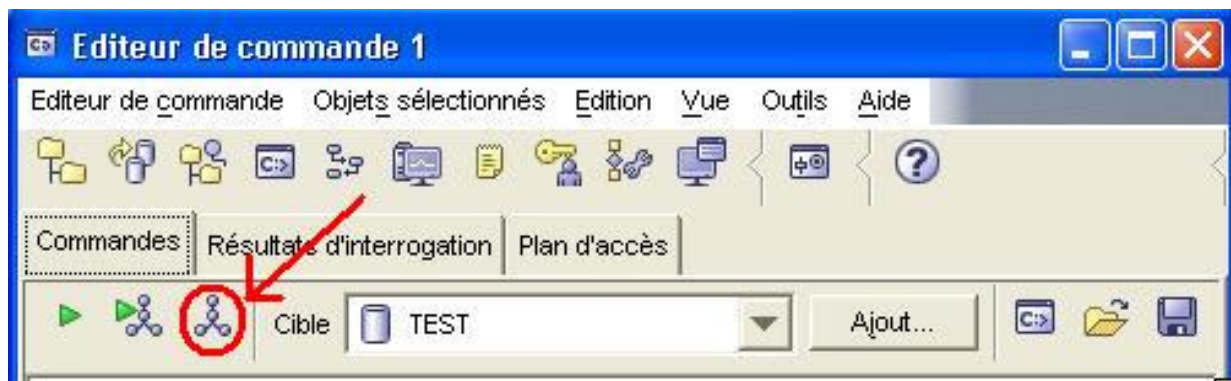 Editeur de commande 1
Editeur de commande Objets sélectionnés Edition Vue Outils Aide
Commandes Résultats d'interrogation Plan d'accès
Cible TEST Ajout...